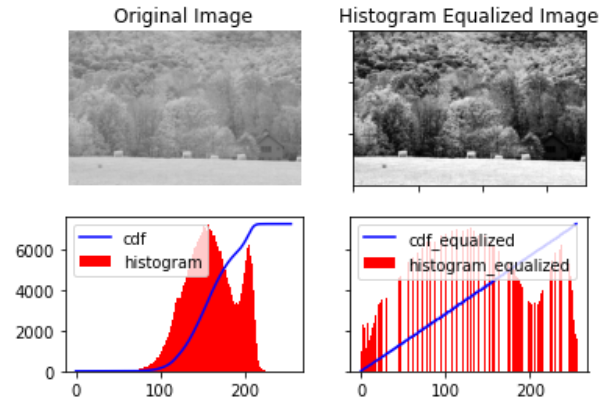 Original Image
Histogram Equalized Image
cdf
histogram
6000
4000
2000
0
0
100
200
cdf_equalized
histogram_equalized
0
100
200